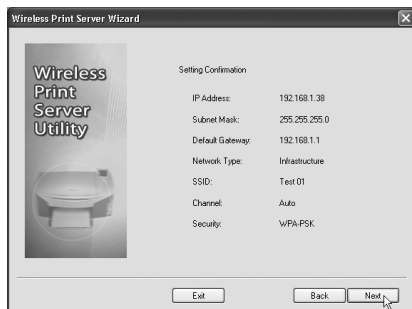 Wireless Print Server Wizard
Wireless
Print
Server
Utility
Setting Confirmation
IP Address: 192.168.1.38
Subnet Mask: 255.255.255.0
Default Gateway: 192.168.1.1
Network Type: Infrastructure
SSID: Test 01
Channel: Auto
Security: WPA-PSK
Exit Back Next